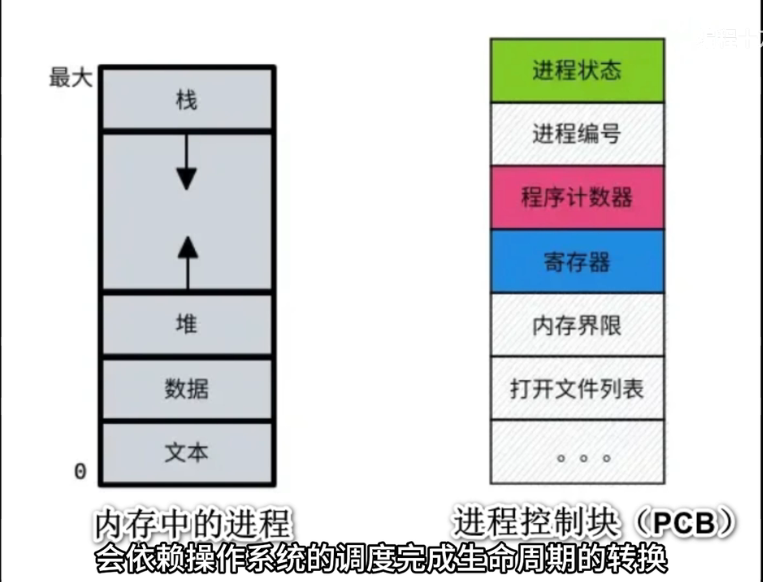 最大
栈
堆
数据
文本
0
内存中的进程
进程状态
进程编号
程序计数器
寄存器
内存界限
打开文件列表
。。。
进程控制块（PCB）
会依赖操作系统的调度完成生命周期的转换